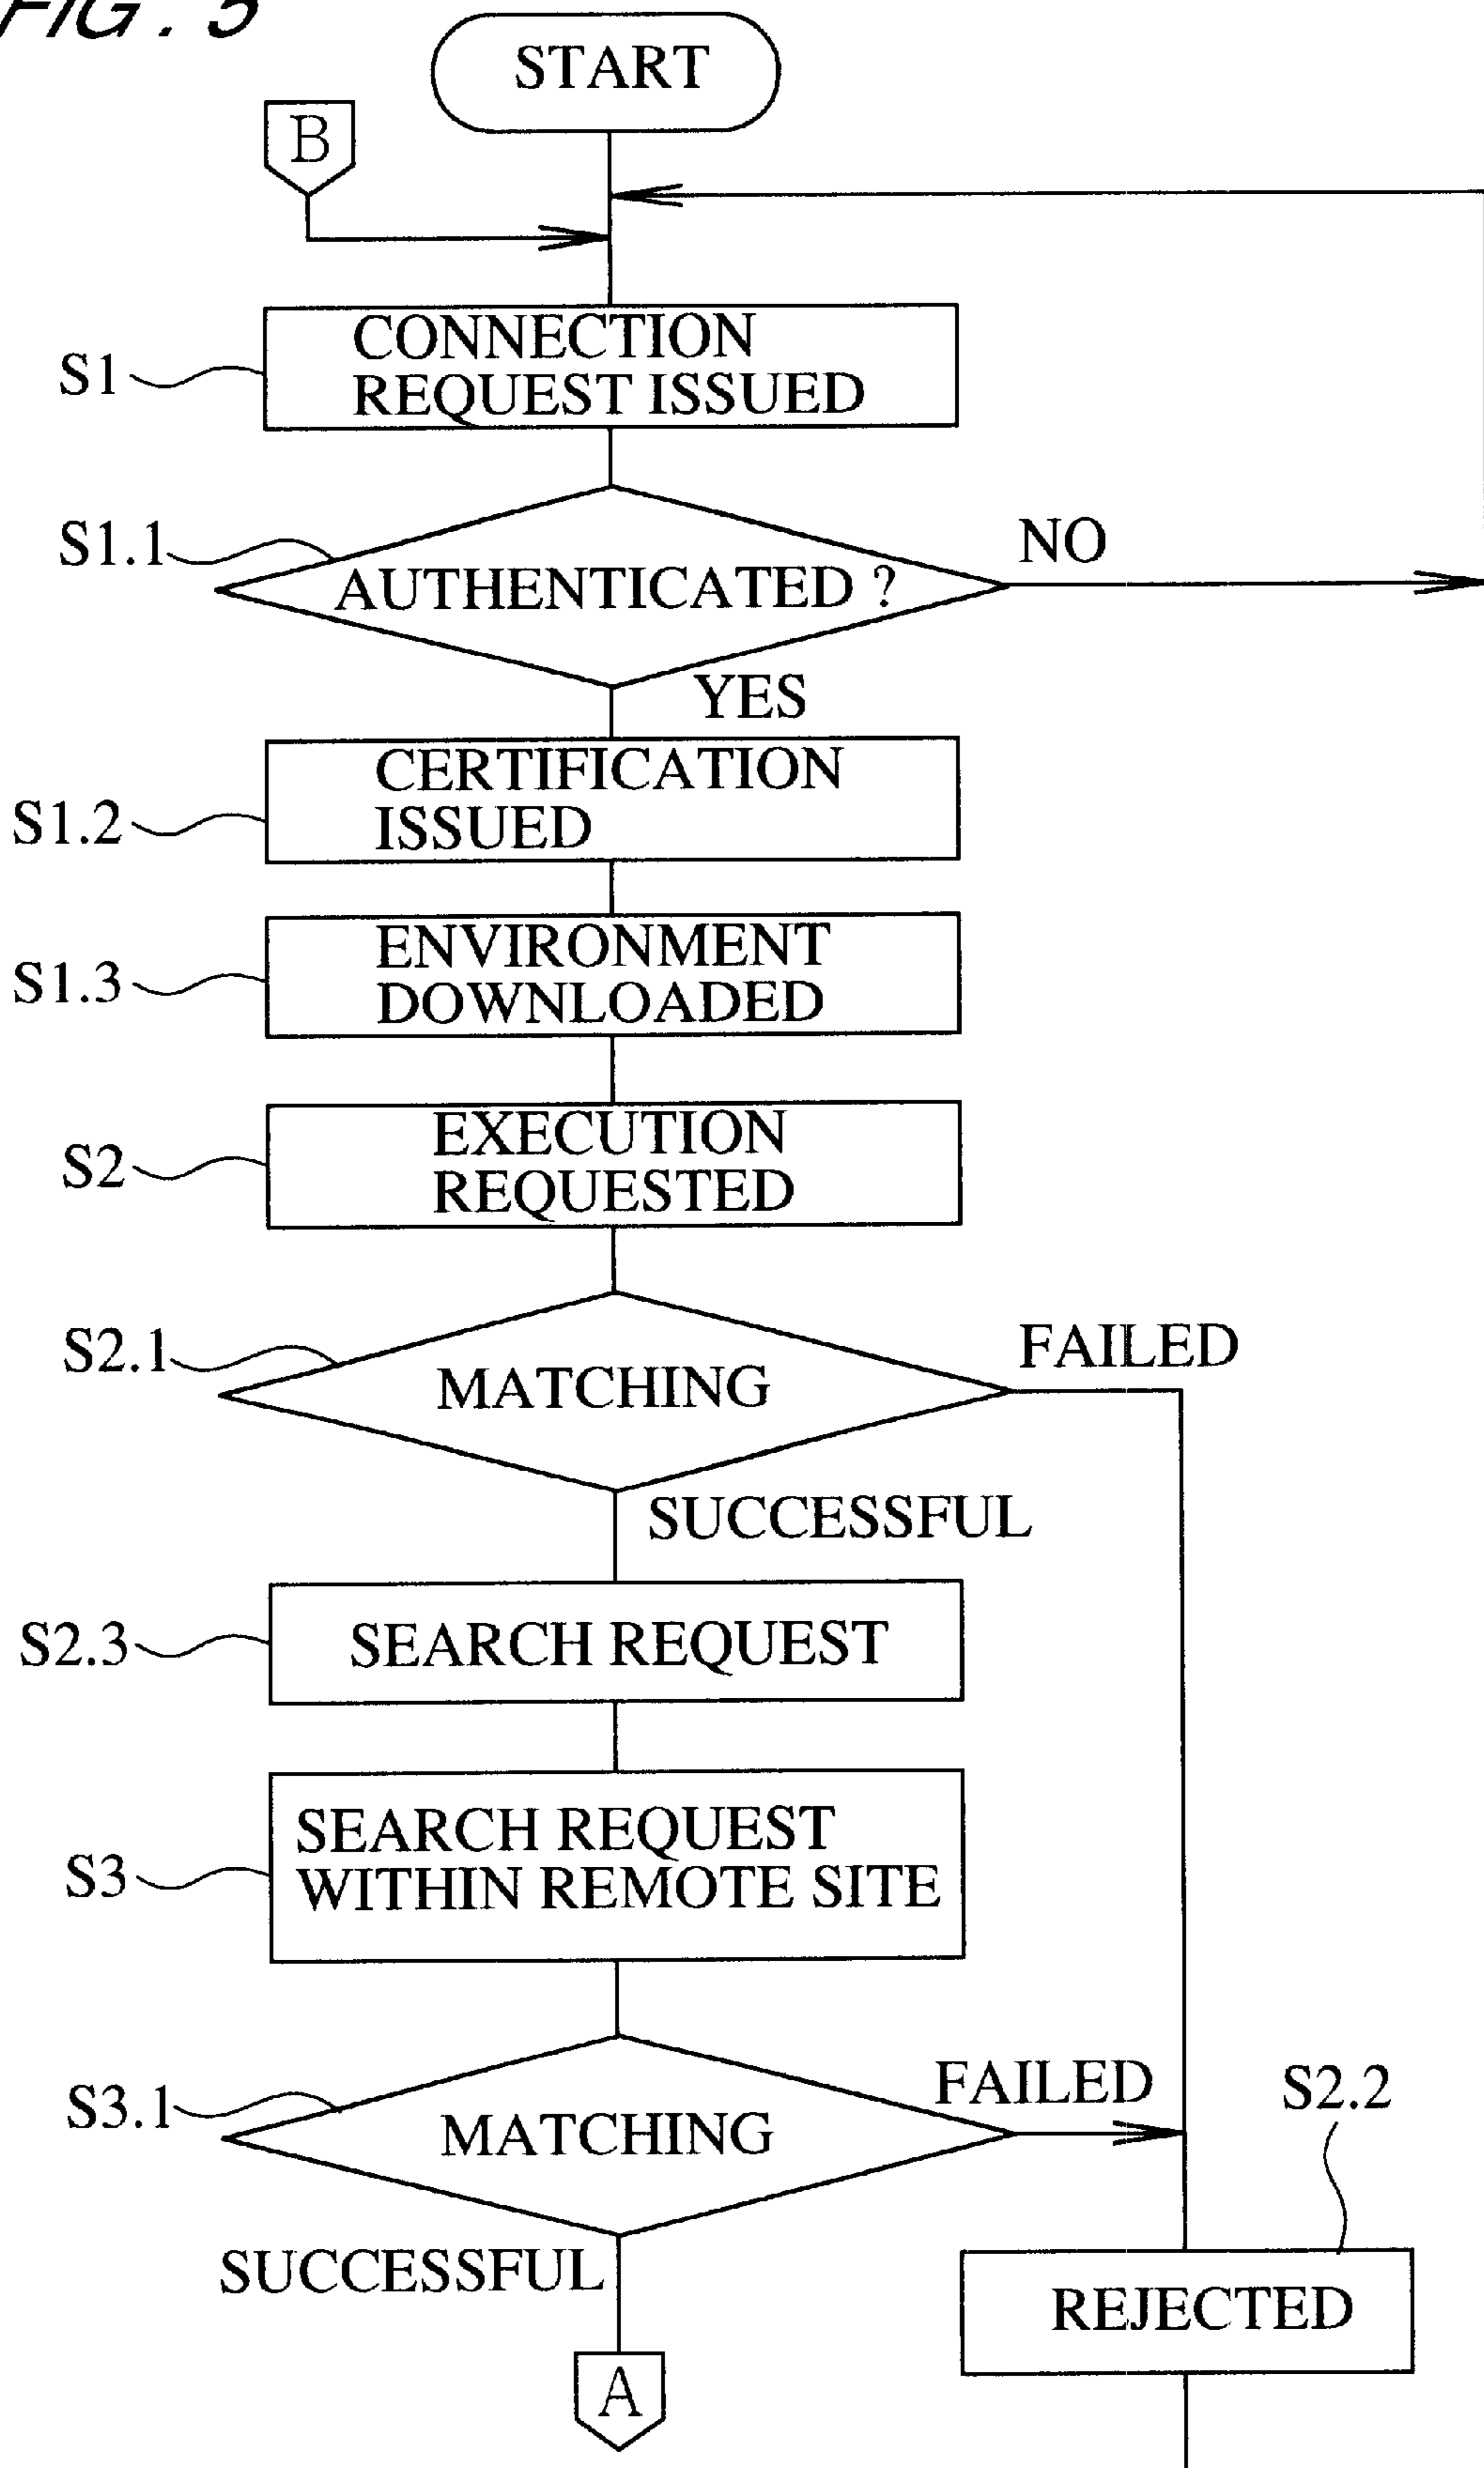 FIG. 5
START
B
CONNECTION
REQUEST ISSUED
S1
S1.1
AUTHENTICATED ?
NO
YES
CERTIFICATION
ISSUED
S1.2
ENVIRONMENT
DOWNLOADED
S1.3
EXECUTION
REQUESTED
S2
S2.1
MATCHING
FAILED
SUCCESSFUL
S2.3
SEARCH REQUEST
SEARCH REQUEST
WITHIN REMOTE SITE
S3
S3.1
MATCHING
FAILED
S2.2
SUCCESSFUL
REJECTED
A